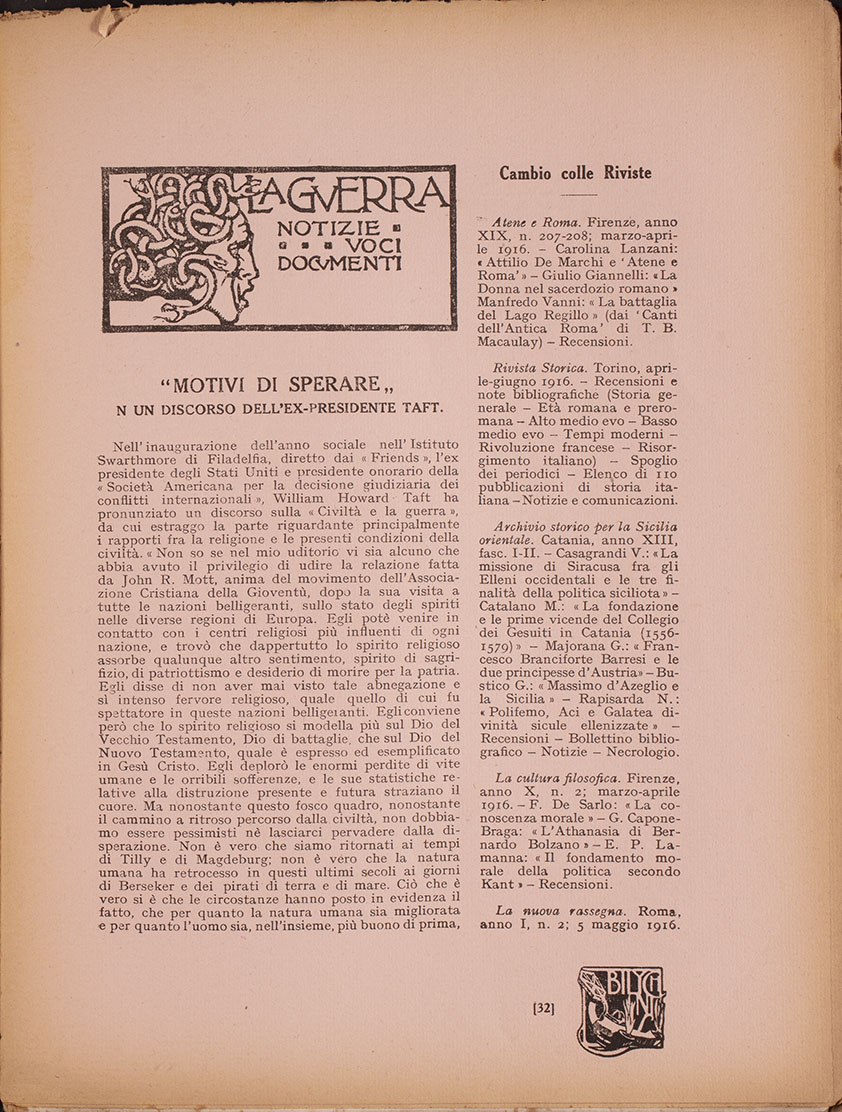 LA GVERRA
NOTIZIE
VOCI
DOCVMENTI
“MOTIVI DI SPERARE„
N UN DISCORSO DELL'EX-PRESIDENTE TAFT.
Nell'inaugurazione dell'anno sociale nell'Istituto
Swarthmore di Filadelfia, diretto dai « Friends », l'ex
presidente degli Stati Uniti e presidente onorario della
« Società Americana per la decisione giudiziaria dei
conflitti internazionali », William Howard Taft ha
pronunziato un discorso sulla « Civiltà e la guerra »,
da cui estraggo la parte riguardante principalmente
i rapporti fra la religione e le presenti condizioni della
civiltà. « Non so se nel mio uditorio vi sia alcuno che
abbia avuto il privilegio di udire la relazione fatta
da John R. Mott, anima del movimento dell'Associa-
zione Cristiana della Gioventù, dopo la sua visita a
tutte le nazioni belligeranti, sullo stato degli spiriti
nelle diverse regioni di Europa. Egli potè venire in
contatto con i centri religiosi più influenti di ogni
nazione, e trovò che dappertutto lo spirito religioso
assorbe qualunque altro sentimento, spirito di sagri-
fizio, di patriottismo e desiderio di morire per la patria.
Egli disse di non aver mai visto tale abnegazione e
sì intenso fervore religioso, quale quello di cui fu
spettatore in queste nazioni belligeranti. Egli conviene
però che lo spirito religioso si modella più sul Dio del
Vecchio Testamento, Dio di battaglie, che sul Dio del
Nuovo Testamento, quale è espresso ed esemplificato
in Gesù Cristo. Egli deplorò le enormi perdite di vite
umane e le orribili sofferenze, e le sue statistiche re-
lative alla distruzione presente e futura straziano il
cuore. Ma nonostante questo fosco quadro, nonostante
il cammino a ritroso percorso dalla civiltà, non dobbia-
mo essere pessimisti nè lasciarci pervadere dalla di-
sperazione. Non è vero che siamo ritornati ai tempi
di Tilly e di Magdeburg; non è vero che la natura
umana ha retrocesso in questi ultimi secoli ai giorni
di Berseker e dei pirati di terra e di mare. Ciò che è
vero si è che le circostanze hanno posto in evidenza il
fatto, che per quanto la natura umana sia migliorata
e per quanto l'uomo sia, nell'insieme, più buono di prima,
Cambio colle Riviste
Atene e Roma. Firenze, anno
XIX, n. 207-208; marzo-apri-
le 1916. – Carolina Lanzani:
« Attilio De Marchi e ‘Atene e
Roma’ » – Giulio Giannelli: « La
Donna nel sacerdozio romano »
Manfredo Vanni: « La battaglia
del Lago Regillo » (dai ‘Canti
dell'Antica Roma’ di T. B.
Macaulay) – Recensioni.
Rivista Storica. Torino, apri-
le-giugno 1916. – Recensioni e
note bibliografiche (Storia ge-
nerale – Età romana e prero-
mana – Alto medio evo – Basso
medio evo – Tempi moderni –
Rivoluzione francese – Risor-
gimento italiano) – Spoglio
dei periodici – Elenco di 110
pubblicazioni di storia ita-
liana – Notizie e comunicazioni.
Archivio storico per la Sicilia
orientale. Catania, anno XIII,
fasc. I-II. – Casagrandi V.: « La
missione di Siracusa fra gli
Elleni occidentali e le tre fi-
nalità della politica siciliota » –
Catalano M.: « La fondazione
e le prime vicende del Collegio
dei Gesuiti in Catania (1556-
1579) » – Majorana G.: « Fran-
cesco Branciforte Barresi e le
due principesse d'Austria » – Bu-
stico G.: « Massimo d'Azeglio e
la Sicilia » – Rapisarda N.:
« Polifemo, Aci e Galatea di-
vinità sicule ellenizzate » –
Recensioni – Bollettino biblio-
grafico – Notizie – Necrologio.
La cultura filosofica. Firenze,
anno X, n. 2; marzo-aprile
1916. – F. De Sarlo: « La co-
noscenza morale » – G. Capone-
Braga: « L'Athanasia di Ber-
nardo Bolzano » – E. P. La-
manna: « Il fondamento mo-
rale della politica secondo
Kant » – Recensioni.
La nuova rassegna. Roma,
anno I, n. 2; 5 maggio 1916.
[32]
BILYCHNIS